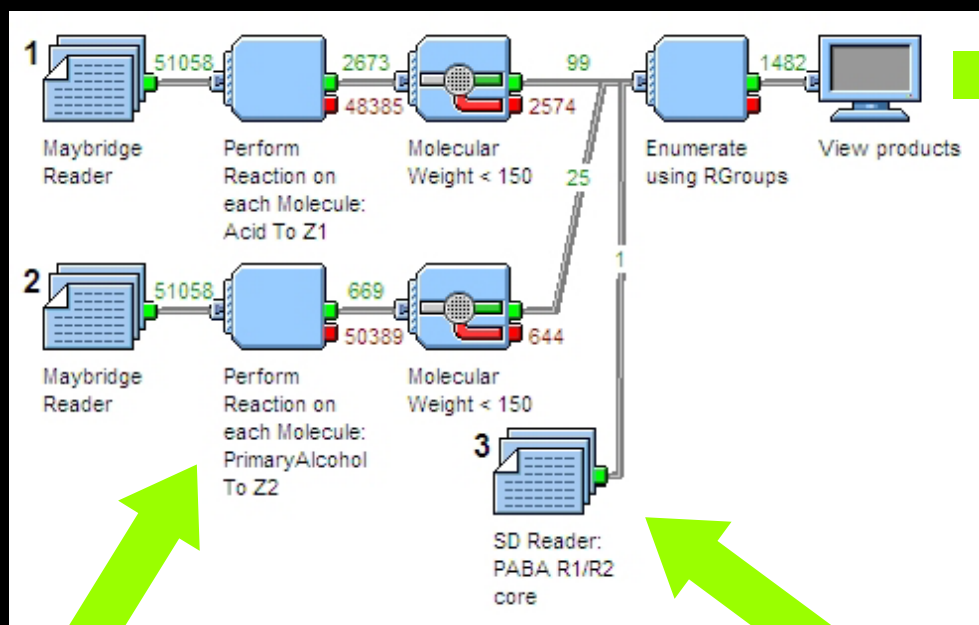 1
51058
2673
48385
99
2574
1482
Maybridge
Reader
Perform
Reaction on
each Molecule:
Acid To Z1
Molecular
Weight < 150
Enumerate
using RGroups
View products
25
1
2
51058
669
50389
644
Maybridge
Reader
Perform
Reaction on
each Molecule:
PrimaryAlcohol
To Z2
Molecular
Weight < 150
3
SD Reader:
PABA R1/R2
core